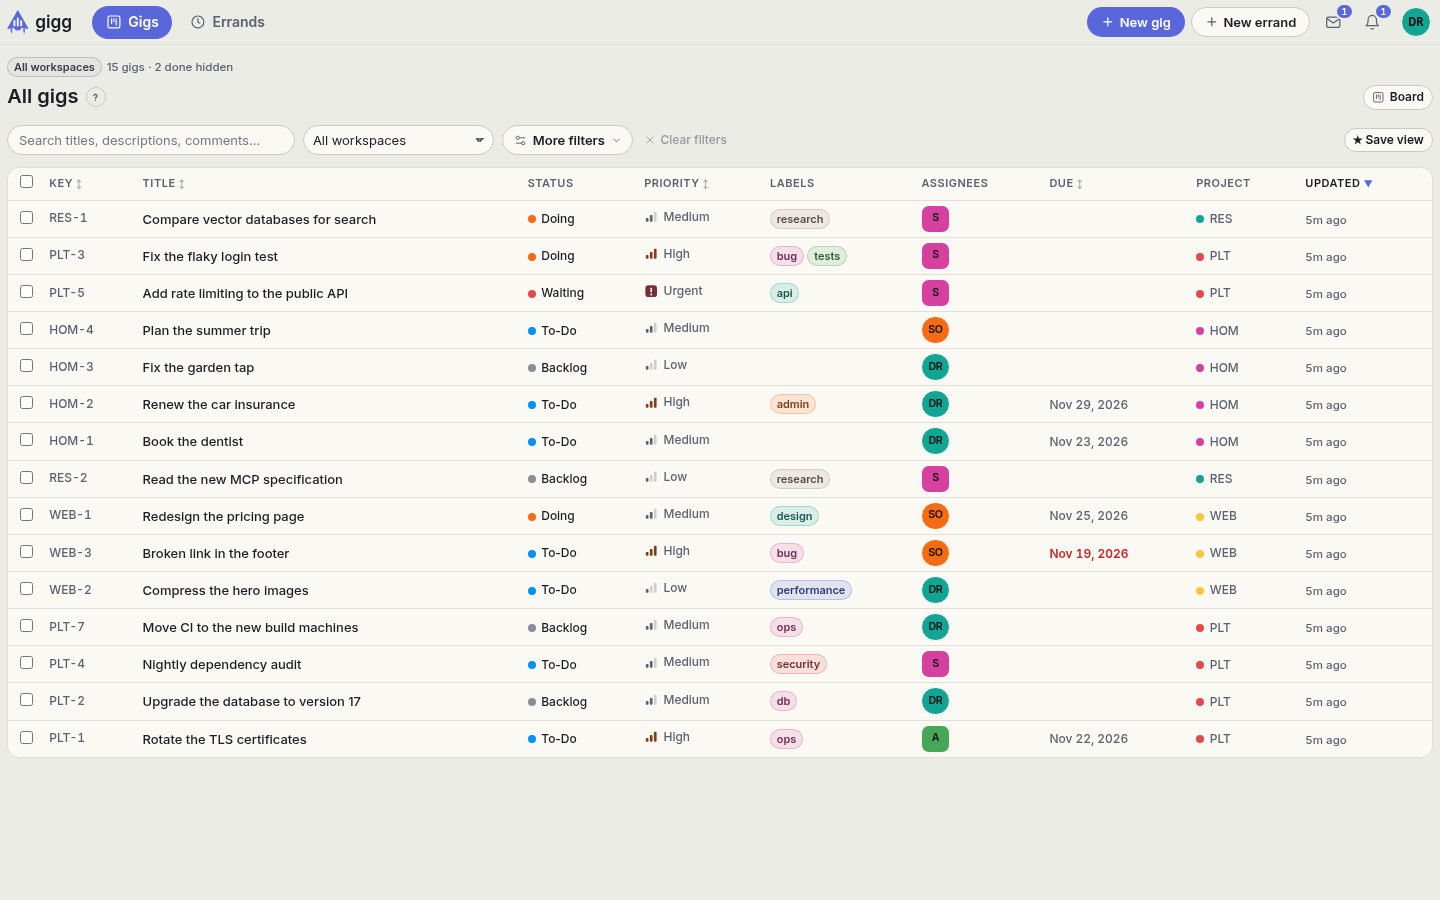 gigg Gigs Errands New gig New errand 1 1 DR
All workspaces 15 gigs · 2 done hidden
All gigs ? Board
Search titles, descriptions, comments... All workspaces More filters Clear filters ★ Save view
KEY TITLE STATUS PRIORITY LABELS ASSIGNEES DUE PROJECT UPDATED
RES-1 Compare vector databases for search Doing Medium research S RES 5m ago
PLT-3 Fix the flaky login test Doing High bug tests S PLT 5m ago
PLT-5 Add rate limiting to the public API Waiting Urgent api S PLT 5m ago
HOM-4 Plan the summer trip To-Do Medium SO HOM 5m ago
HOM-3 Fix the garden tap Backlog Low DR HOM 5m ago
HOM-2 Renew the car insurance To-Do High admin DR Nov 29, 2026 HOM 5m ago
HOM-1 Book the dentist To-Do Medium DR Nov 23, 2026 HOM 5m ago
RES-2 Read the new MCP specification Backlog Low research S RES 5m ago
WEB-1 Redesign the pricing page Doing Medium design SO Nov 25, 2026 WEB 5m ago
WEB-3 Broken link in the footer To-Do High bug SO Nov 19, 2026 WEB 5m ago
WEB-2 Compress the hero images To-Do Low performance DR WEB 5m ago
PLT-7 Move CI to the new build machines Backlog Medium ops DR PLT 5m ago
PLT-4 Nightly dependency audit To-Do Medium security S PLT 5m ago
PLT-2 Upgrade the database to version 17 Backlog Medium db DR PLT 5m ago
PLT-1 Rotate the TLS certificates To-Do High ops A Nov 22, 2026 PLT 5m ago